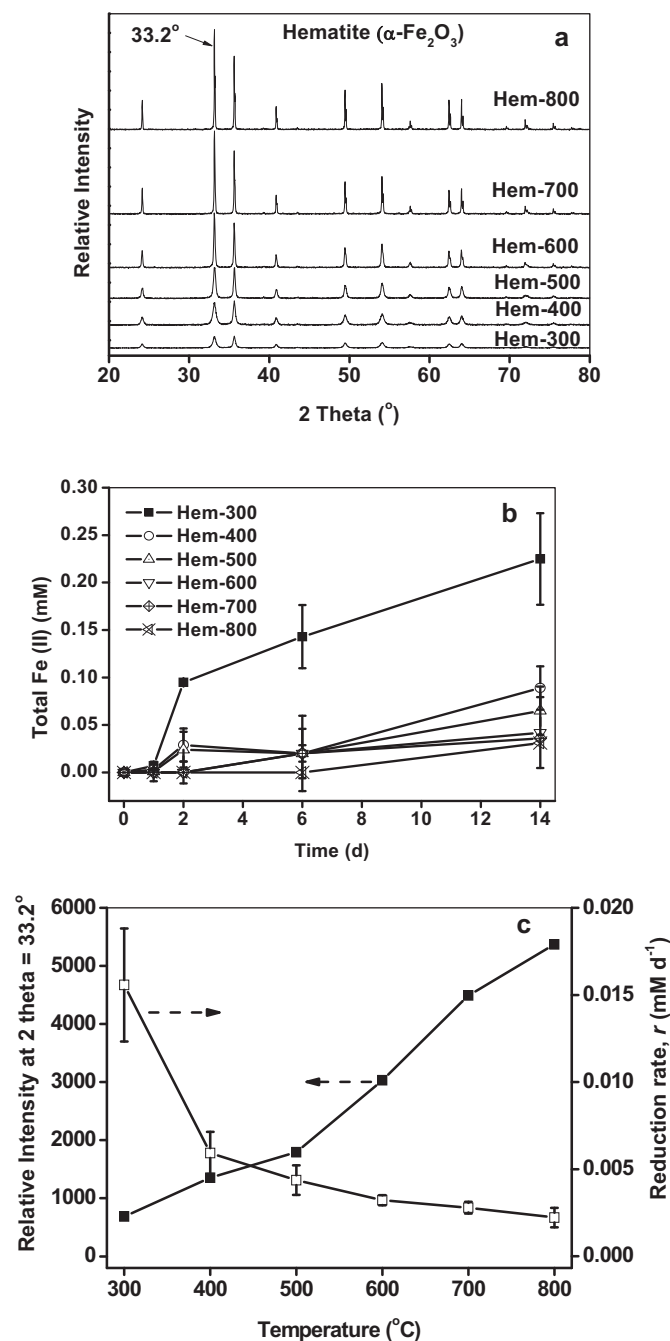 33.2°
Hematite (α-Fe₂O₃)
a
Hem-800
Hem-700
Hem-600
Hem-500
Hem-400
Hem-300
Relative Intensity
20 30 40 50 60 70 80
2 Theta (°)
b
Hem-300
Hem-400
Hem-500
Hem-600
Hem-700
Hem-800
0.30
0.25
0.20
0.15
0.10
0.05
0.00
Total Fe (II) (mM)
0 2 4 6 8 10 12 14
Time (d)
c
6000
5000
4000
3000
2000
1000
0
Relative Intensity at 2 theta = 33.2°
0.020
0.015
0.010
0.005
0.000
Reduction rate, r (mM d⁻¹)
300 400 500 600 700 800
Temperature (°C)